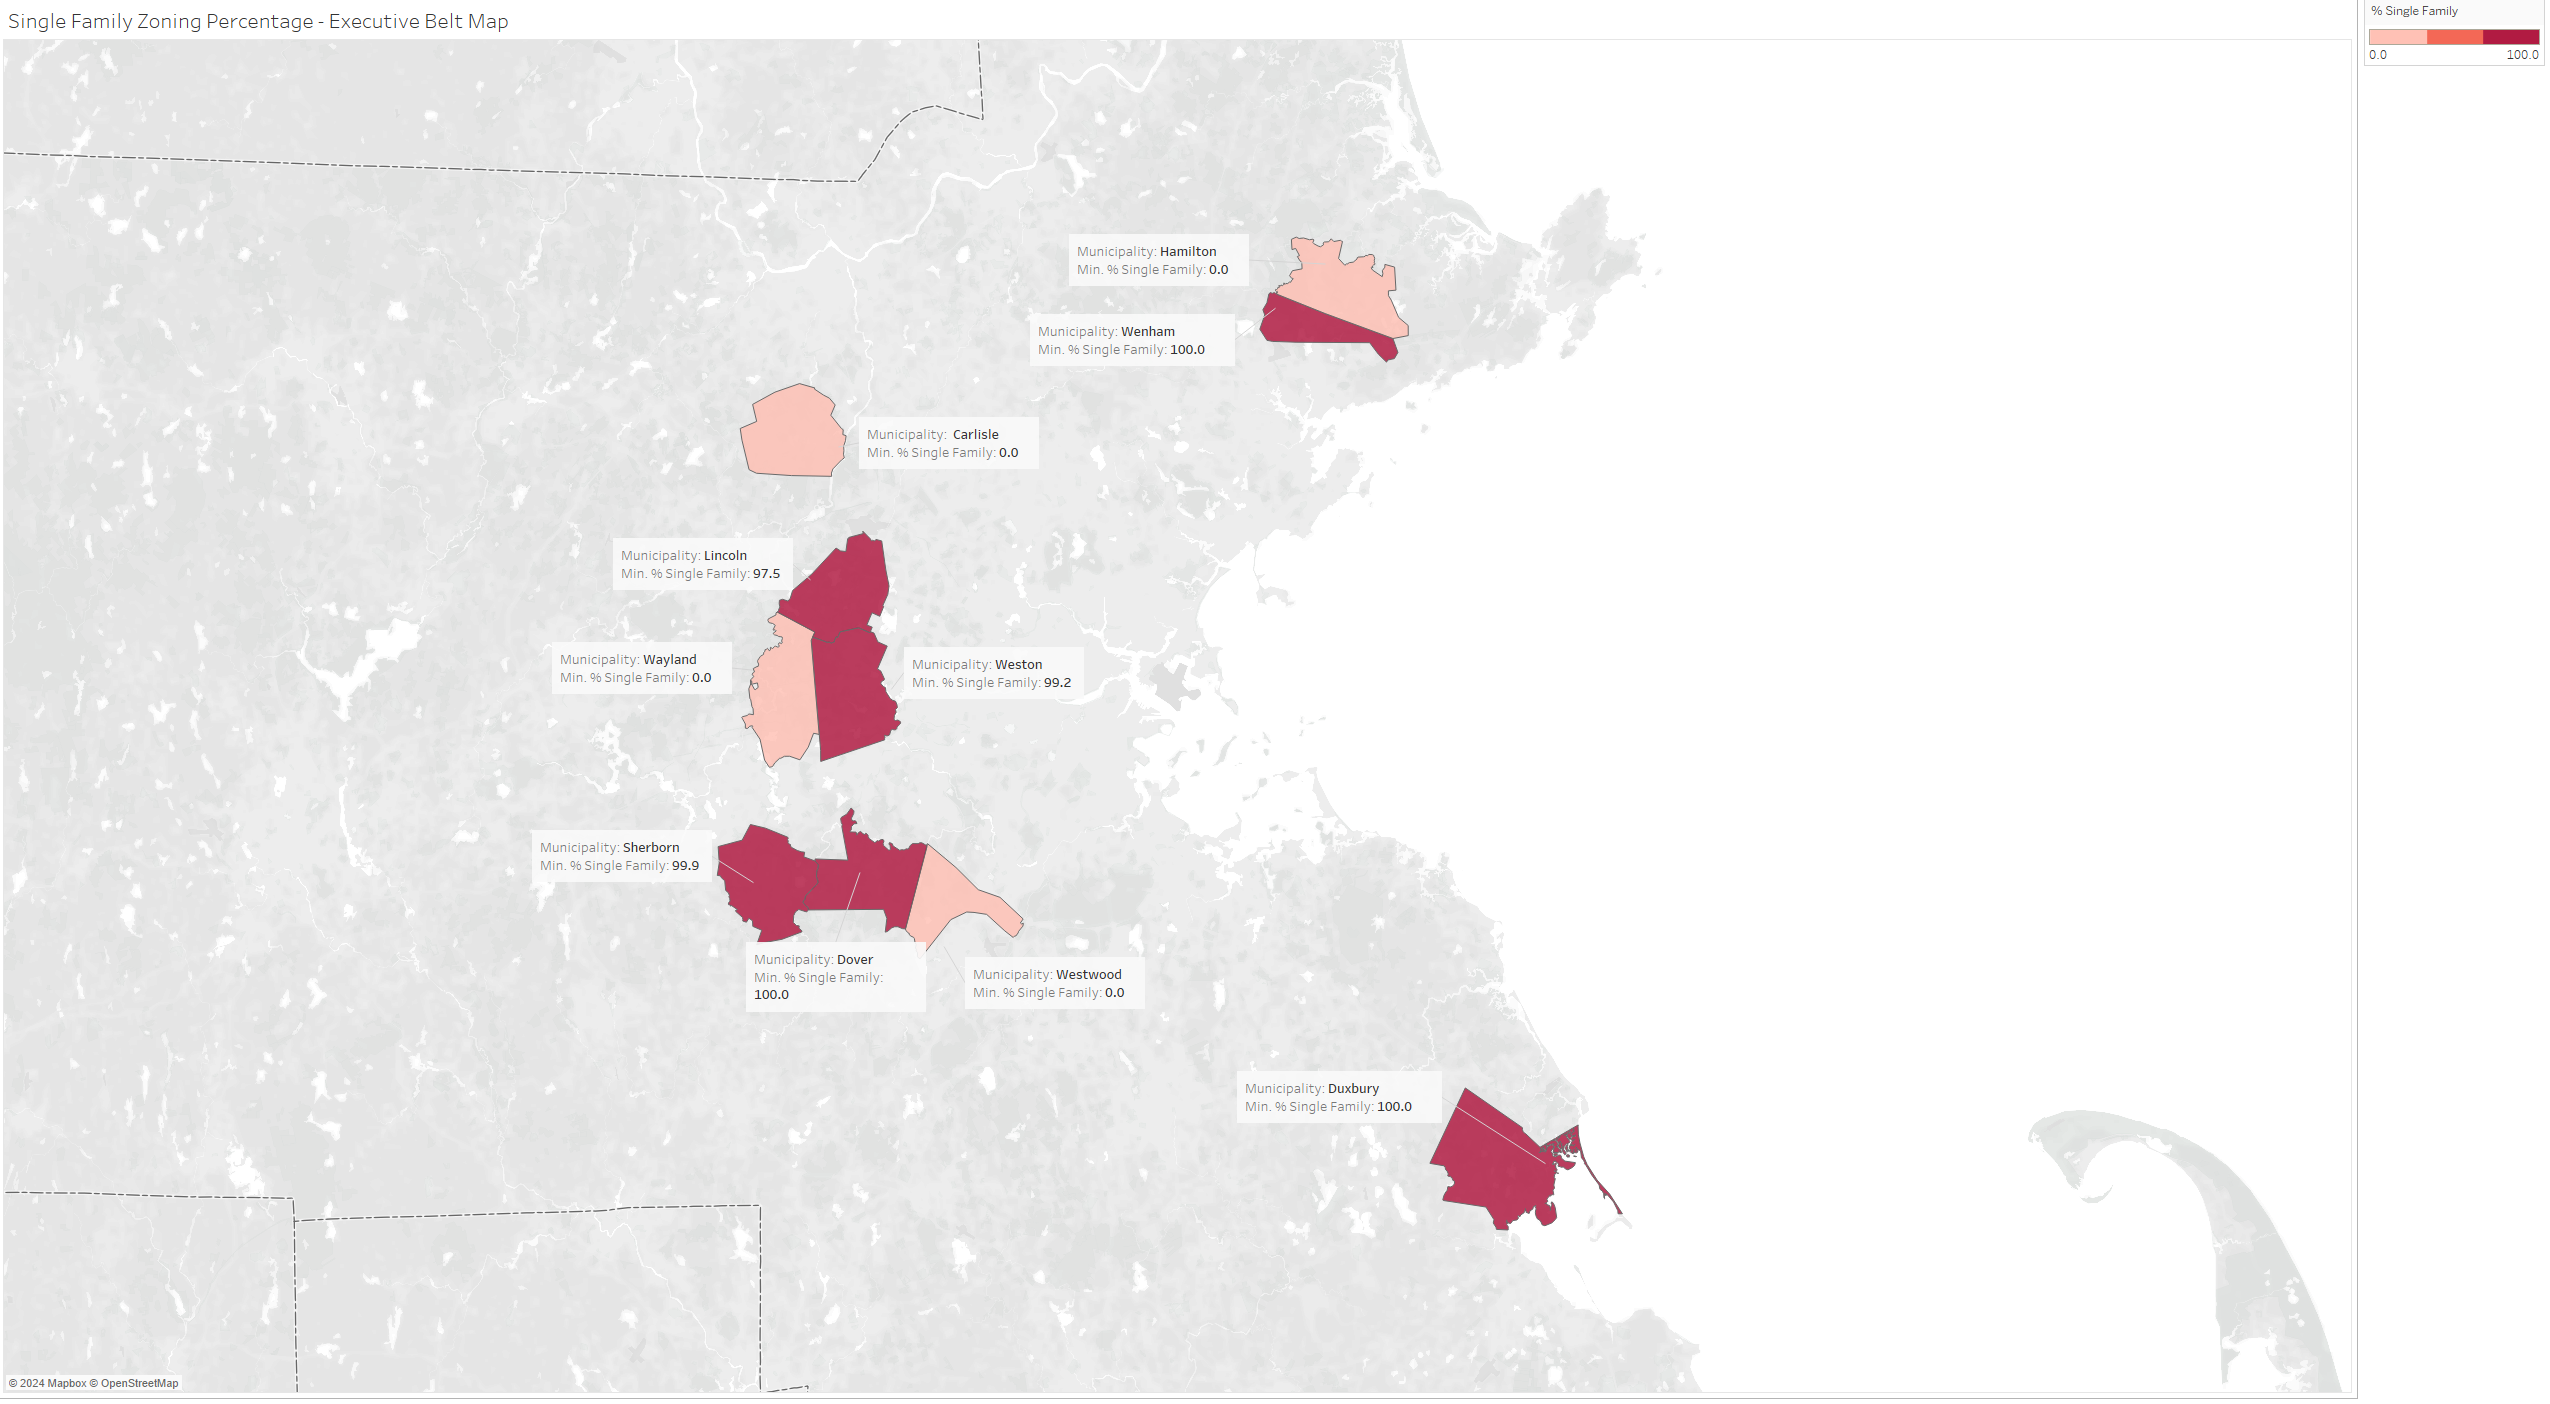 Single Family Zoning Percentage - Executive Belt Map
% Single Family
0.0
100.0
Municipality: Hamilton
Min. % Single Family: 0.0
Municipality: Wenham
Min. % Single Family: 100.0
Municipality: Carlisle
Min. % Single Family: 0.0
Municipality: Lincoln
Min. % Single Family: 97.5
Municipality: Wayland
Min. % Single Family: 0.0
Municipality: Weston
Min. % Single Family: 99.2
Municipality: Sherborn
Min. % Single Family: 99.9
Municipality: Dover
Min. % Single Family:
100.0
Municipality: Westwood
Min. % Single Family: 0.0
Municipality: Duxbury
Min. % Single Family: 100.0
© 2024 Mapbox © OpenStreetMap